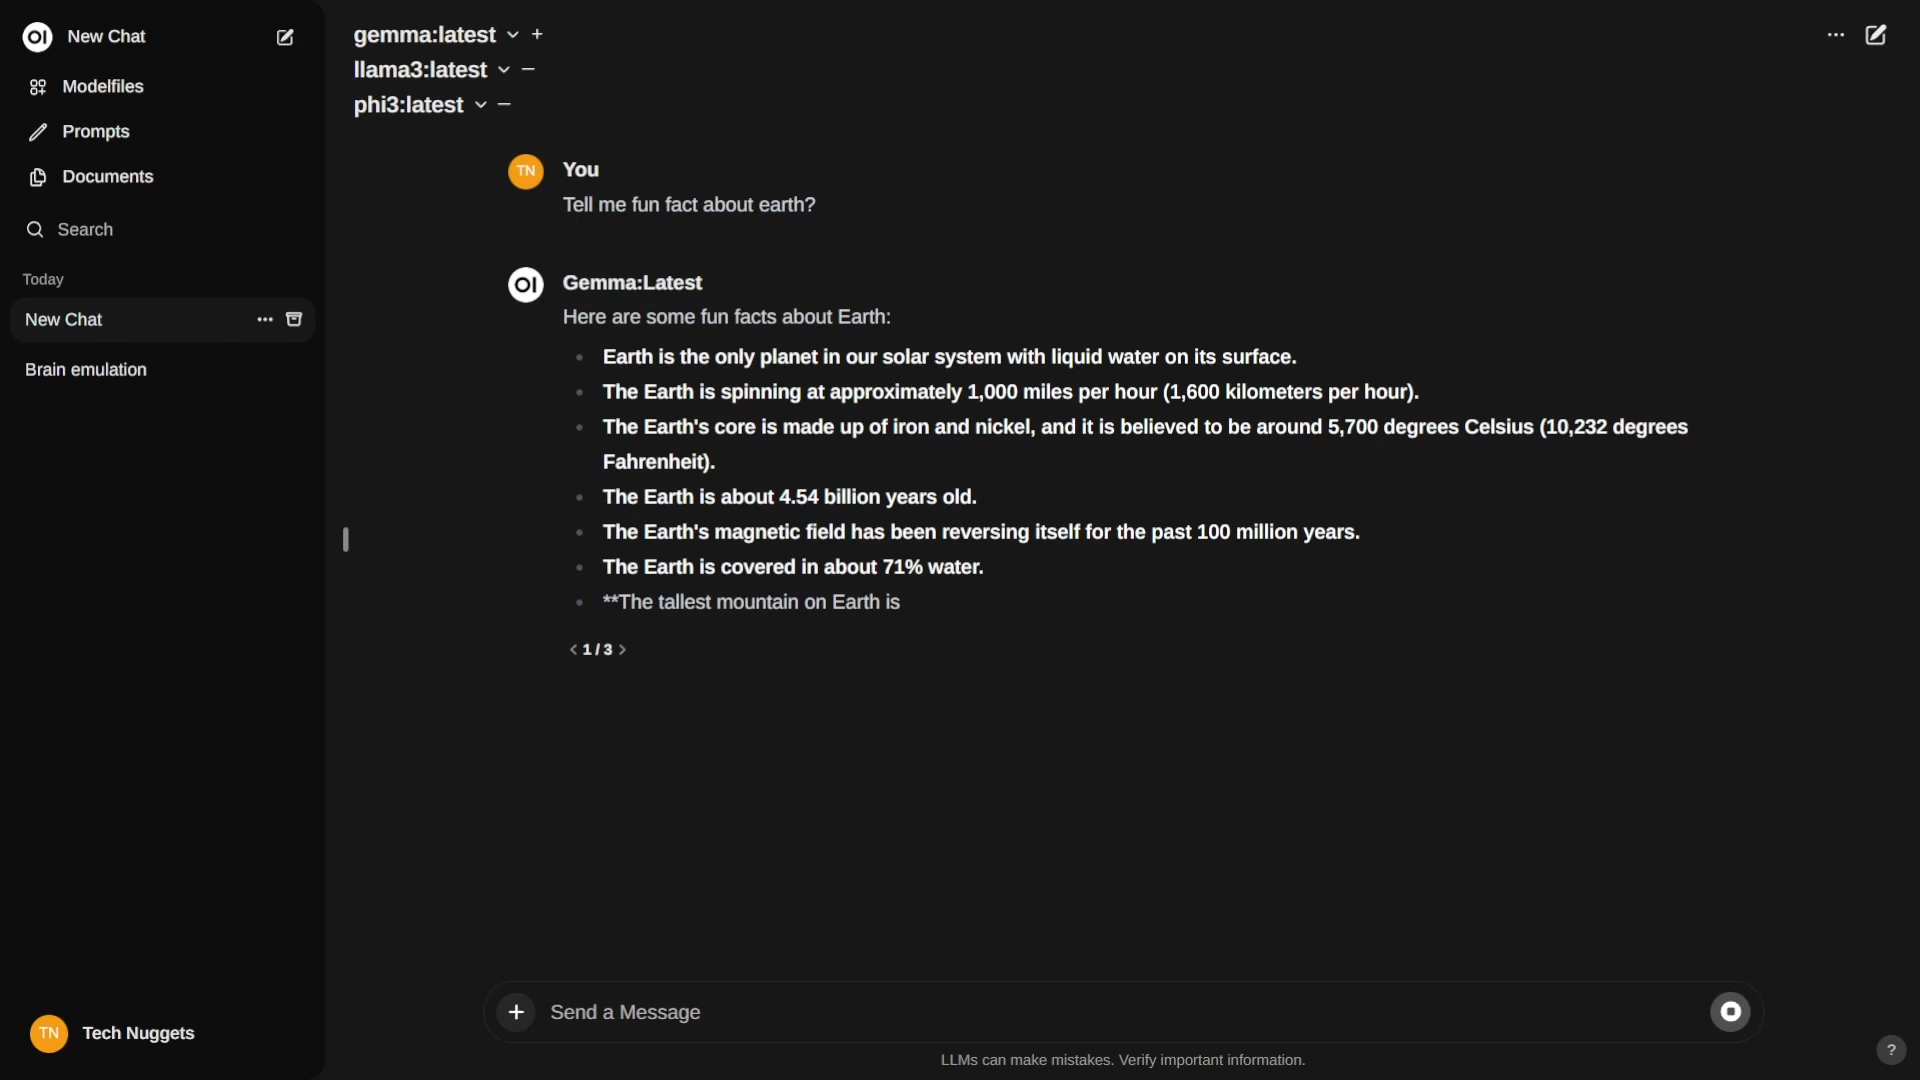 OI New Chat
Modelfiles
Prompts
Documents
Search
Today
New Chat
Brain emulation
TN Tech Nuggets
gemma:latest
llama3:latest
phi3:latest
TN You
Tell me fun fact about earth?
OI Gemma:Latest
Here are some fun facts about Earth:
• Earth is the only planet in our solar system with liquid water on its surface.
• The Earth is spinning at approximately 1,000 miles per hour (1,600 kilometers per hour).
• The Earth's core is made up of iron and nickel, and it is believed to be around 5,700 degrees Celsius (10,232 degrees
Fahrenheit).
• The Earth is about 4.54 billion years old.
• The Earth's magnetic field has been reversing itself for the past 100 million years.
• The Earth is covered in about 71% water.
• **The tallest mountain on Earth is
< 1 / 3 >
+ Send a Message
LLMs can make mistakes. Verify important information.
?